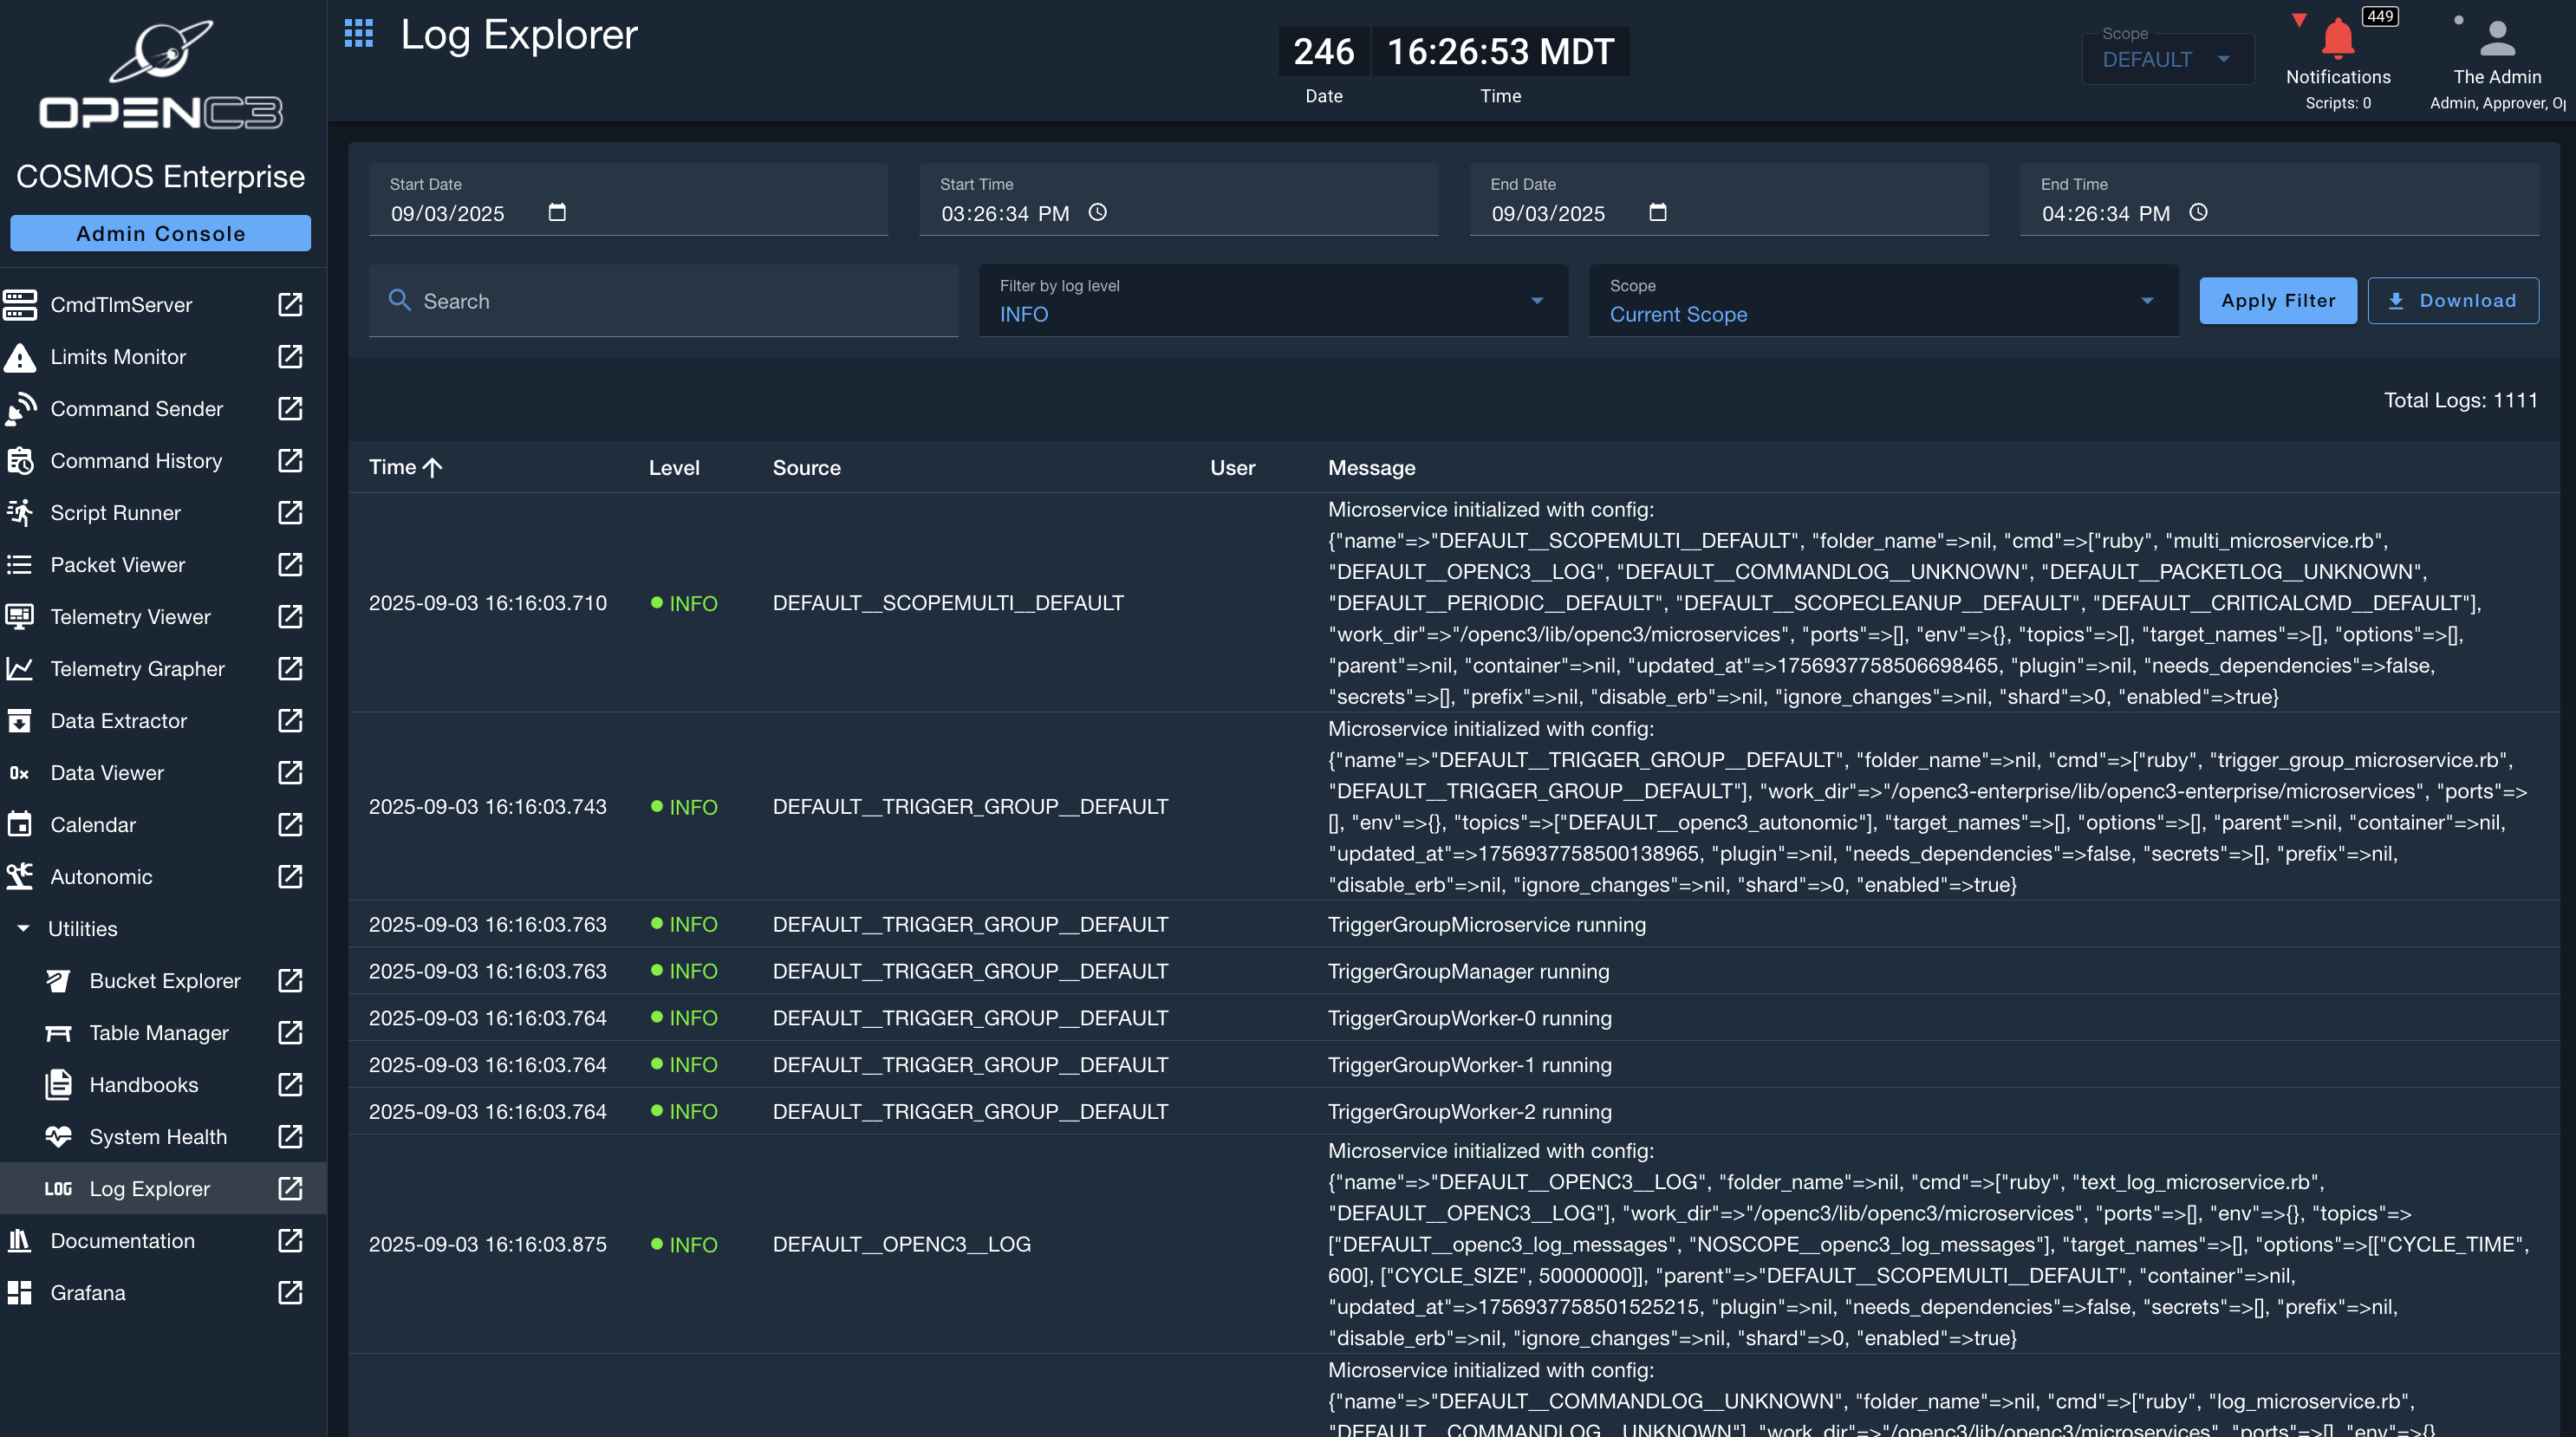 OPENC3
COSMOS Enterprise
Admin Console
CmdTlmServer
Limits Monitor
Command Sender
Command History
Script Runner
Packet Viewer
Telemetry Viewer
Telemetry Grapher
Data Extractor
0x Data Viewer
Calendar
Autonomic
Utilities
Bucket Explorer
Table Manager
Handbooks
System Health
LOG Log Explorer
Documentation
Grafana
Log Explorer
246 16:26:53 MDT
Date Time
Scope
DEFAULT
449
Notifications
Scripts: 0
The Admin
Admin, Approver, Op
Start Date
09/03/2025
Start Time
03:26:34 PM
End Date
09/03/2025
End Time
04:26:34 PM
Search
Filter by log level
INFO
Scope
Current Scope
Apply Filter
Download
Total Logs: 1111
Time Level Source User Message
2025-09-03 16:16:03.710 INFO DEFAULT__SCOPEMULTI__DEFAULT
Microservice initialized with config:
{"name"=>"DEFAULT__SCOPEMULTI__DEFAULT", "folder_name"=>nil, "cmd"=>["ruby", "multi_microservice.rb",
"DEFAULT__OPENC3__LOG", "DEFAULT__COMMANDLOG__UNKNOWN", "DEFAULT__PACKETLOG__UNKNOWN",
"DEFAULT__PERIODIC__DEFAULT", "DEFAULT__SCOPECLEANUP__DEFAULT", "DEFAULT__CRITICALCMD__DEFAULT"],
"work_dir"=>"/openc3/lib/openc3/microservices", "ports"=>[], "env"=>{}, "topics"=>[], "target_names"=>[], "options"=>[],
"parent"=>nil, "container"=>nil, "updated_at"=>1756937758506698465, "plugin"=>nil, "needs_dependencies"=>false,
"secrets"=>[], "prefix"=>nil, "disable_erb"=>nil, "ignore_changes"=>nil, "shard"=>0, "enabled"=>true}
2025-09-03 16:16:03.743 INFO DEFAULT__TRIGGER_GROUP__DEFAULT
Microservice initialized with config:
{"name"=>"DEFAULT__TRIGGER_GROUP__DEFAULT", "folder_name"=>nil, "cmd"=>["ruby", "trigger_group_microservice.rb",
"DEFAULT__TRIGGER_GROUP__DEFAULT"], "work_dir"=>"/openc3-enterprise/lib/openc3-enterprise/microservices", "ports"=>
[], "env"=>{}, "topics"=>["DEFAULT__openc3_autonomic"], "target_names"=>[], "options"=>[], "parent"=>nil, "container"=>nil,
"updated_at"=>1756937758500138965, "plugin"=>nil, "needs_dependencies"=>false, "secrets"=>[], "prefix"=>nil,
"disable_erb"=>nil, "ignore_changes"=>nil, "shard"=>0, "enabled"=>true}
2025-09-03 16:16:03.763 INFO DEFAULT__TRIGGER_GROUP__DEFAULT TriggerGroupMicroservice running
2025-09-03 16:16:03.763 INFO DEFAULT__TRIGGER_GROUP__DEFAULT TriggerGroupManager running
2025-09-03 16:16:03.764 INFO DEFAULT__TRIGGER_GROUP__DEFAULT TriggerGroupWorker-0 running
2025-09-03 16:16:03.764 INFO DEFAULT__TRIGGER_GROUP__DEFAULT TriggerGroupWorker-1 running
2025-09-03 16:16:03.764 INFO DEFAULT__TRIGGER_GROUP__DEFAULT TriggerGroupWorker-2 running
2025-09-03 16:16:03.875 INFO DEFAULT__OPENC3__LOG
Microservice initialized with config:
{"name"=>"DEFAULT__OPENC3__LOG", "folder_name"=>nil, "cmd"=>["ruby", "text_log_microservice.rb",
"DEFAULT__OPENC3__LOG"], "work_dir"=>"/openc3/lib/openc3/microservices", "ports"=>[], "env"=>{}, "topics"=>
["DEFAULT__openc3_log_messages", "NOSCOPE__openc3_log_messages"], "target_names"=>[], "options"=>[["CYCLE_TIME",
600], ["CYCLE_SIZE", 50000000]], "parent"=>"DEFAULT__SCOPEMULTI__DEFAULT", "container"=>nil,
"updated_at"=>1756937758501525215, "plugin"=>nil, "needs_dependencies"=>false, "secrets"=>[], "prefix"=>nil,
"disable_erb"=>nil, "ignore_changes"=>nil, "shard"=>0, "enabled"=>true}
Microservice initialized with config:
{"name"=>"DEFAULT__COMMANDLOG__UNKNOWN", "folder_name"=>nil, "cmd"=>["ruby", "log_microservice.rb",
"DEFAULT__COMMANDLOG__UNKNOWN"], "work_dir"=>"/openc3/lib/openc3/microservices", "ports"=>[], "env"=>{},